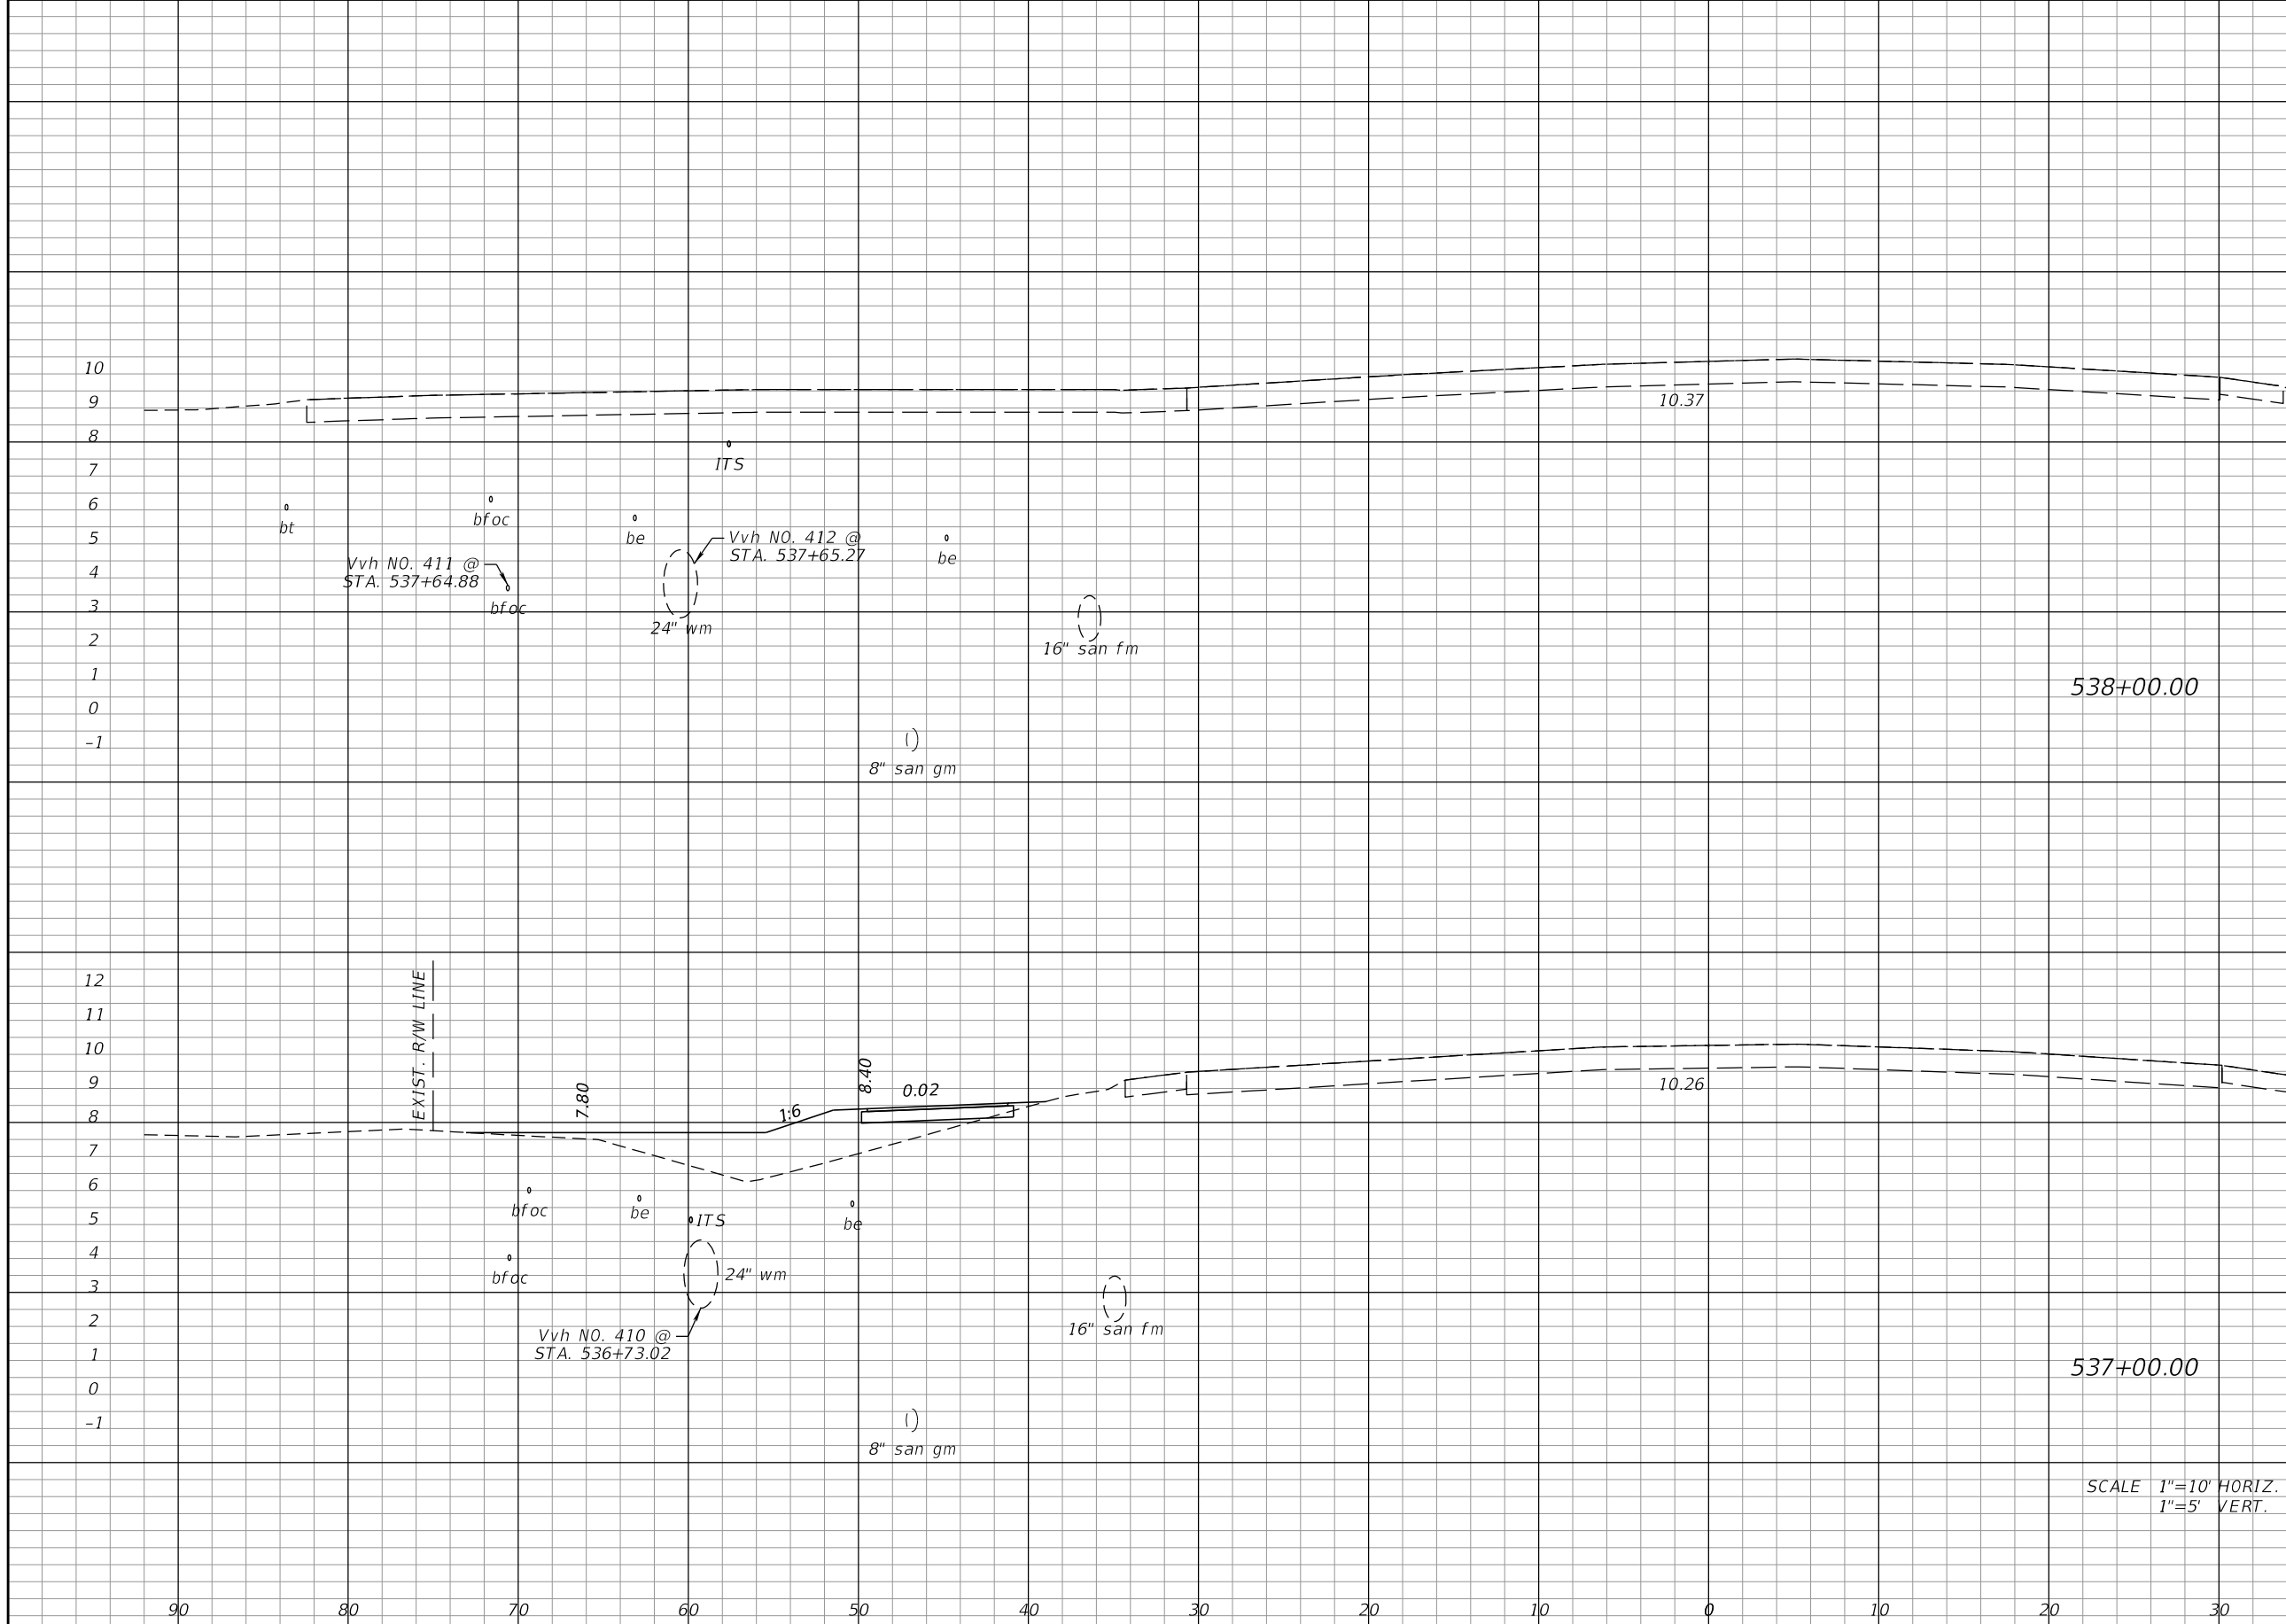 10
9
10.37
8
ITS
7
6
bfoc
bt
be
Vvh NO. 412 @
STA. 537+65.27
5
be
Vvh NO. 411 @
STA. 537+64.88
4
bfoc
3
24" wm
2
16" san fm
1
538+00.00
0
-1
8" san gm
12
11
EXIST. R/W LINE
10
9
7.80
8.40
0.02
10.26
8
1:6
7
6
bfoc
be
5
ITS
be
4
bfoc
24" wm
3
2
16" san fm
Vvh NO. 410 @
STA. 536+73.02
1
537+00.00
0
-1
8" san gm
SCALE 1"=10' HORIZ.
1"=5' VERT.
90 80 70 60 50 40 30 20 10 0 10 20 30